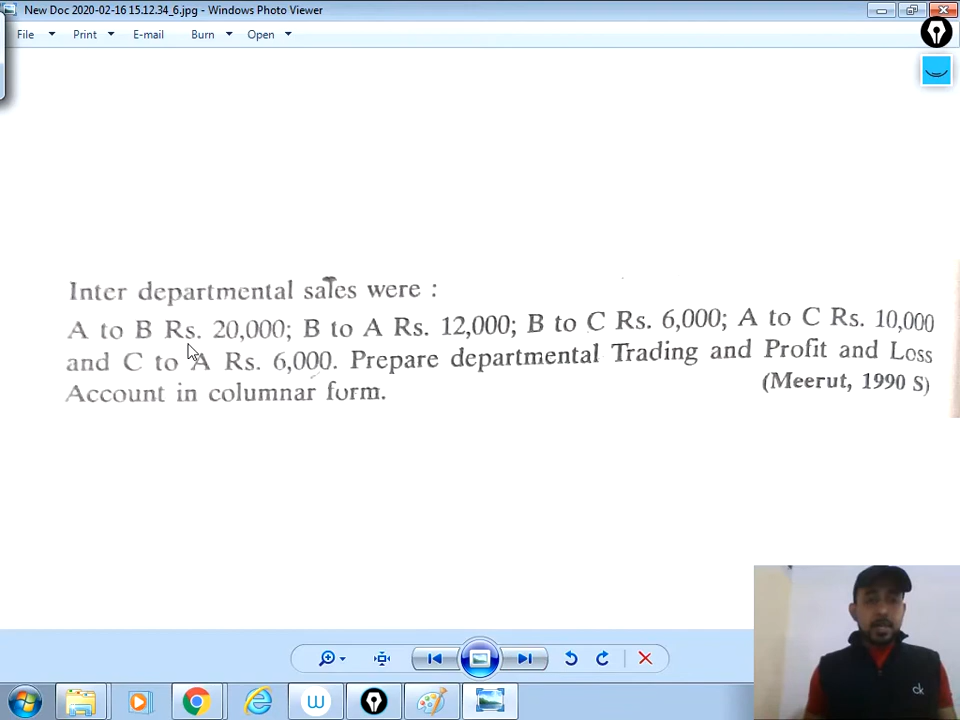 New Doc 2020-02-16 15.12.34_6.jpg - Windows Photo Viewer
File Print E-mail Burn Open
Inter departmental sales were :
A to B Rs. 20,000; B to A Rs. 12,000; B to C Rs. 6,000; A to C Rs. 10,000
and C to A Rs. 6,000. Prepare departmental Trading and Profit and Loss
Account in columnar form. (Meerut, 1990 S)
W
ck